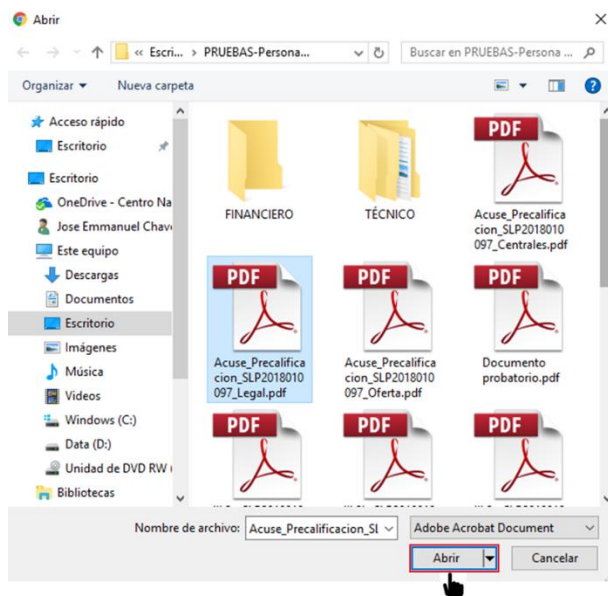 Abrir
« Escri... › PRUEBAS-Persona...
Buscar en PRUEBAS-Persona ...
Organizar
Nueva carpeta
Acceso rápido
Escritorio
Escritorio
OneDrive - Centro Na
Jose Emmanuel Chav
Este equipo
Descargas
Documentos
Escritorio
Imágenes
Música
Videos
Windows (C:)
Data (D:)
Unidad de DVD RW (
Bibliotecas
FINANCIERO
TÉCNICO
PDF
Acuse_Precalifica
cion_SLP2018010
097_Centrales.pdf
PDF
Acuse_Precalifica
cion_SLP2018010
097_Legal.pdf
PDF
Acuse_Precalifica
cion_SLP2018010
097_Oferta.pdf
PDF
Documento
probatorio.pdf
PDF
PDF
PDF
Nombre de archivo:
Acuse_Precalificacion_SL
Adobe Acrobat Document
Abrir
Cancelar